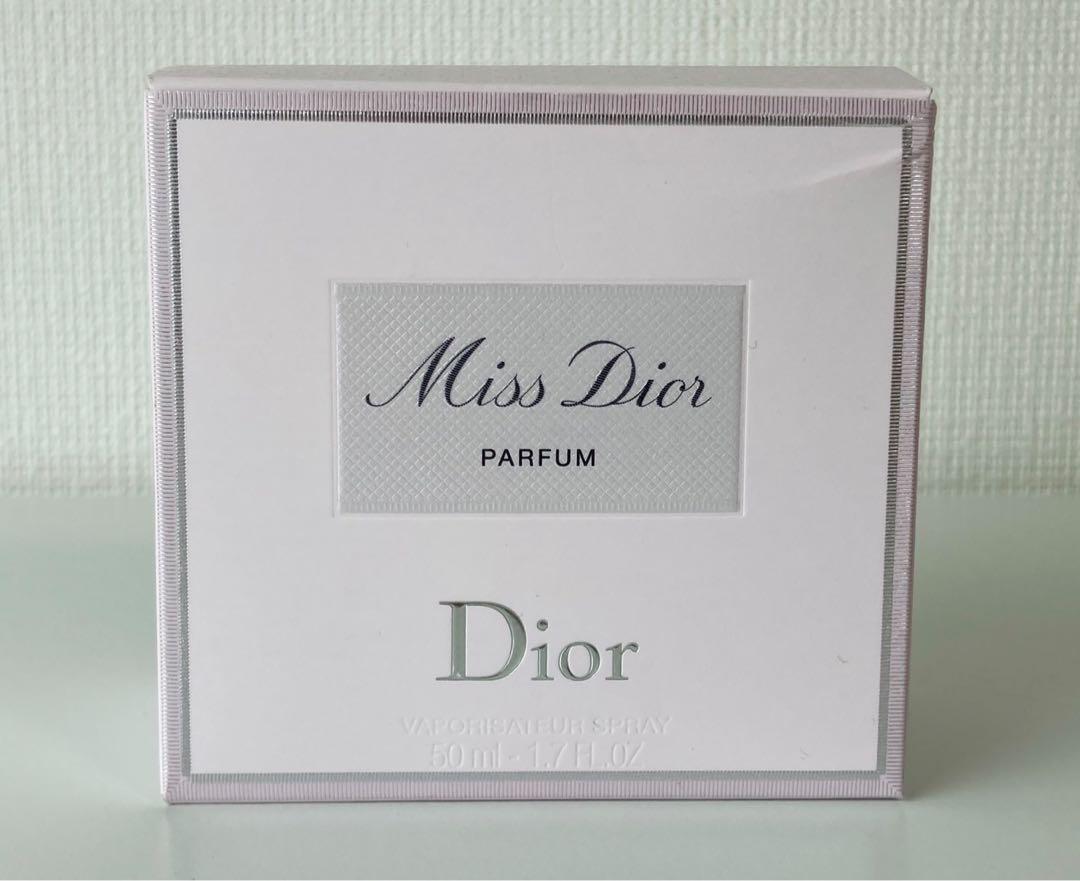 Miss Dior
PARFUM
Dior
VAPORISATEUR SPRAY
50 ml - 1.7 FL.OZ